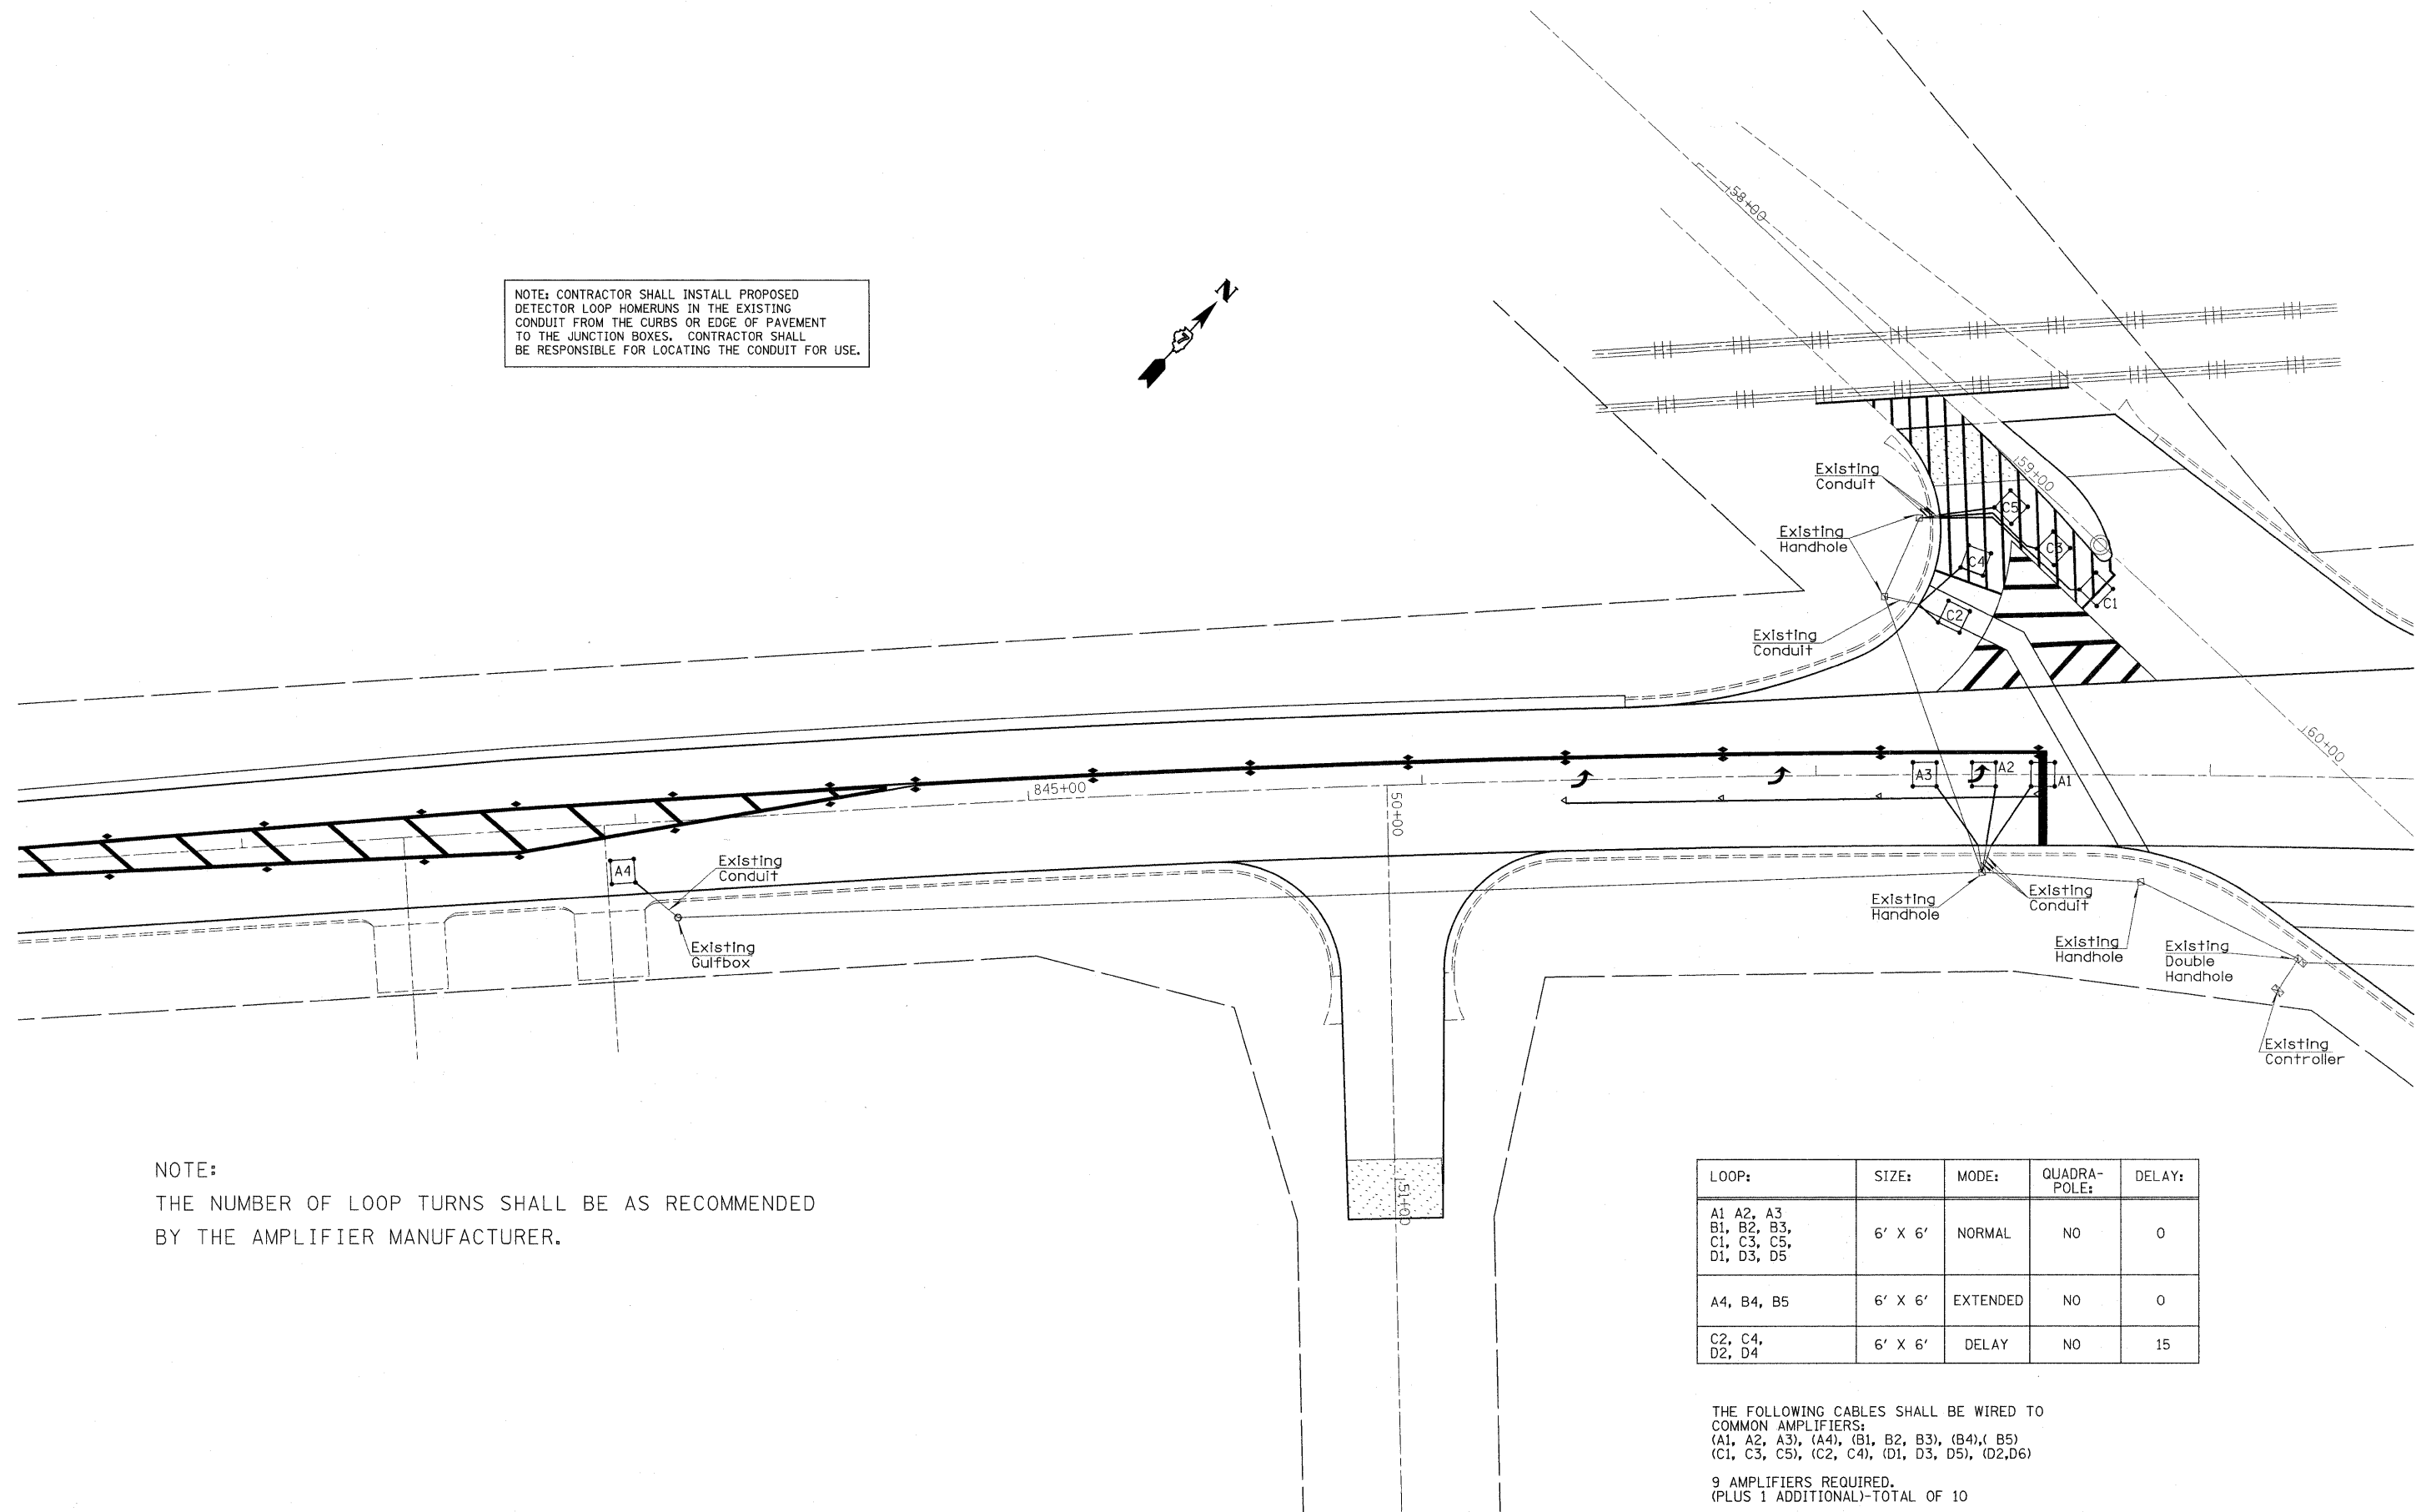 58+00
NOTE: CONTRACTOR SHALL INSTALL PROPOSED
DETECTOR LOOP HOMERUNS IN THE EXISTING
CONDUIT FROM THE CURBS OR EDGE OF PAVEMENT
TO THE JUNCTION BOXES.  CONTRACTOR SHALL
BE RESPONSIBLE FOR LOCATING THE CONDUIT FOR USE.
N
Existing
Conduit
59+00
C5
Existing
Handhole
C3
C4
C1
C2
Existing
Conduit
60+00
A3
A2
A1
845+00
50+00
A4
Existing
Conduit
Existing
Handhole
Existing
Conduit
Existing
Gulfbox
Existing
Handhole
Existing
Double
Handhole
Existing
Controller
51+00
NOTE:
THE NUMBER OF LOOP TURNS SHALL BE AS RECOMMENDED
BY THE AMPLIFIER MANUFACTURER.
LOOP: SIZE: MODE: QUADRA-
POLE: DELAY:
A1 A2, A3
B1, B2, B3,
C1, C3, C5,
D1, D3, D5
6' X 6' NORMAL NO 0
A4, B4, B5 6' X 6' EXTENDED NO 0
C2, C4,
D2, D4
6' X 6' DELAY NO 15
THE FOLLOWING CABLES SHALL BE WIRED TO
COMMON AMPLIFIERS:
(A1, A2, A3), (A4), (B1, B2, B3), (B4),( B5)
(C1, C3, C5), (C2, C4), (D1, D3, D5), (D2,D6)
9 AMPLIFIERS REQUIRED.
(PLUS 1 ADDITIONAL)-TOTAL OF 10